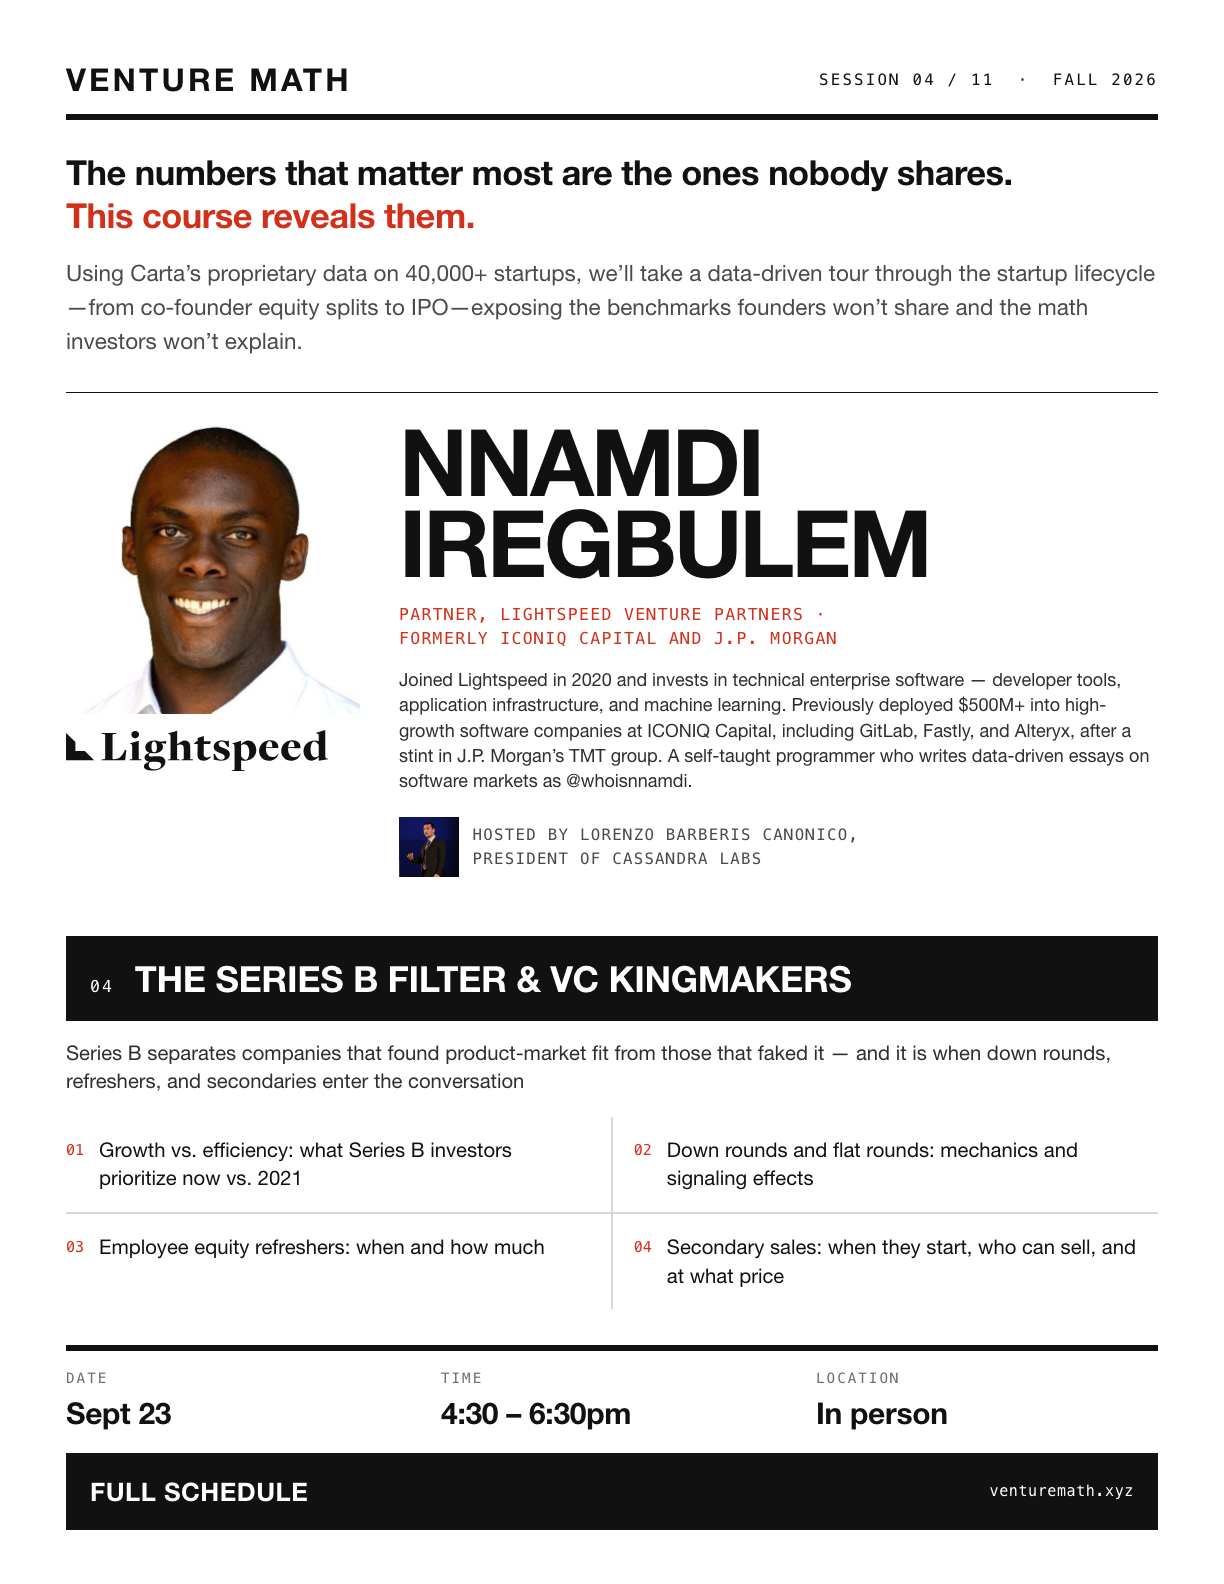 VENTURE MATH
SESSION 04 / 11 · FALL 2026
The numbers that matter most are the ones nobody shares.
This course reveals them.
Using Carta’s proprietary data on 40,000+ startups, we’ll take a data-driven tour through the startup lifecycle
—from co-founder equity splits to IPO—exposing the benchmarks founders won’t share and the math
investors won’t explain.
NNAMDI
IREGBULEM
PARTNER, LIGHTSPEED VENTURE PARTNERS ·
FORMERLY ICONIQ CAPITAL AND J.P. MORGAN
Joined Lightspeed in 2020 and invests in technical enterprise software — developer tools,
application infrastructure, and machine learning. Previously deployed $500M+ into high-
growth software companies at ICONIQ Capital, including GitLab, Fastly, and Alteryx, after a
stint in J.P. Morgan’s TMT group. A self-taught programmer who writes data-driven essays on
software markets as @whoisnnamdi.
Lightspeed
HOSTED BY LORENZO BARBERIS CANONICO,
PRESIDENT OF CASSANDRA LABS
04 THE SERIES B FILTER & VC KINGMAKERS
Series B separates companies that found product-market fit from those that faked it — and it is when down rounds,
refreshers, and secondaries enter the conversation
01 Growth vs. efficiency: what Series B investors
prioritize now vs. 2021
02 Down rounds and flat rounds: mechanics and
signaling effects
03 Employee equity refreshers: when and how much
04 Secondary sales: when they start, who can sell, and
at what price
DATE
Sept 23
TIME
4:30 – 6:30pm
LOCATION
In person
FULL SCHEDULE
venturemath.xyz